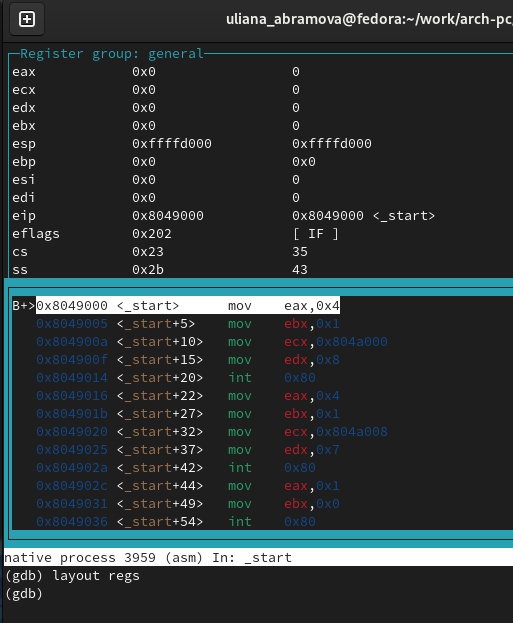 uliana_abramova@fedora:~/work/arch-pc
Register group: general
eax 0x0 0
ecx 0x0 0
edx 0x0 0
ebx 0x0 0
esp 0xffffd000 0xffffd000
ebp 0x0 0x0
esi 0x0 0
edi 0x0 0
eip 0x8049000 0x8049000 <_start>
eflags 0x202 [ IF ]
cs 0x23 35
ss 0x2b 43
B+>0x8049000 <_start> mov eax,0x4
0x8049005 <_start+5> mov ebx,0x1
0x804900a <_start+10> mov ecx,0x804a000
0x804900f <_start+15> mov edx,0x8
0x8049014 <_start+20> int 0x80
0x8049016 <_start+22> mov eax,0x4
0x804901b <_start+27> mov ebx,0x1
0x8049020 <_start+32> mov ecx,0x804a008
0x8049025 <_start+37> mov edx,0x7
0x804902a <_start+42> int 0x80
0x804902c <_start+44> mov eax,0x1
0x8049031 <_start+49> mov ebx,0x0
0x8049036 <_start+54> int 0x80
native process 3959 (asm) In: _start
(gdb) layout regs
(gdb)